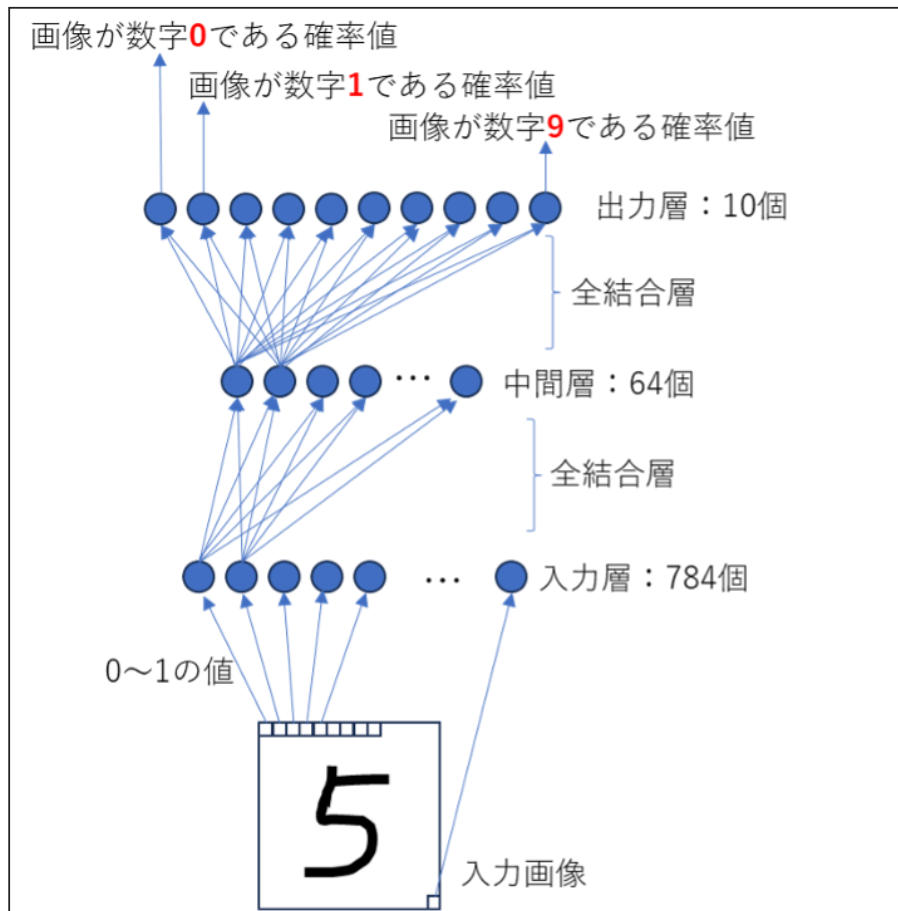 画像が数字0である確率値
画像が数字1である確率値
画像が数字9である確率値
出力層：10個
全結合層
… 中間層：64個
全結合層
… 入力層：784個
0～1の値
5
入力画像